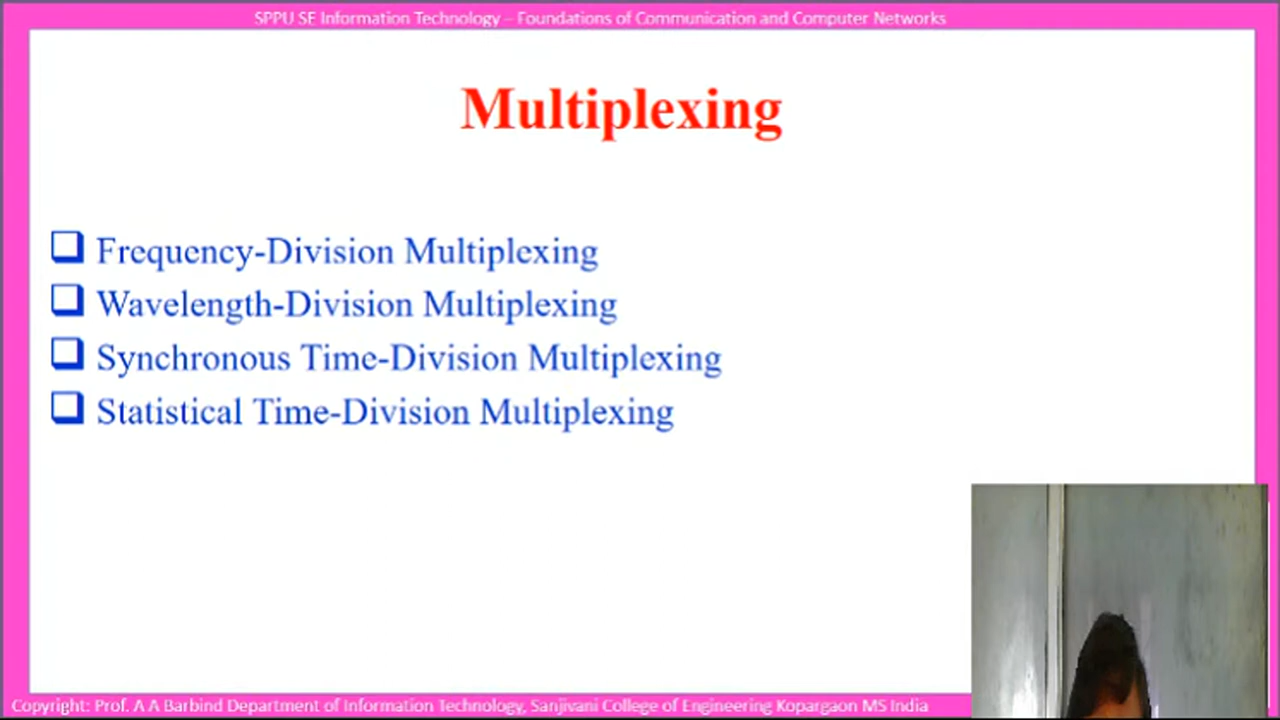 SPPU SE Information Technology – Foundations of Communication and Computer Networks
Multiplexing
Frequency-Division Multiplexing
Wavelength-Division Multiplexing
Synchronous Time-Division Multiplexing
Statistical Time-Division Multiplexing
Copyright: Prof. A A Barbind Department of Information Technology, Sanjivani College of Engineering Kopargaon MS India